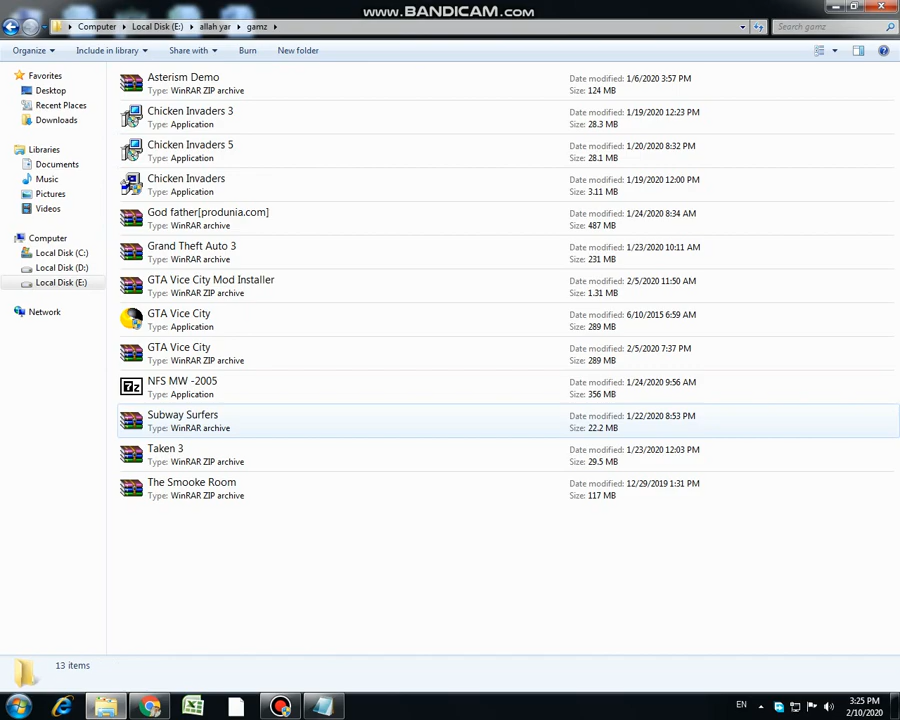 www.BANDICAM.com
Computer Local Disk (E:) allah yar gamz
Search gamz
Organize Include in library Share with Burn New folder
Favorites
Desktop
Recent Places
Downloads
Libraries
Documents
Music
Pictures
Videos
Computer
Local Disk (C:)
Local Disk (D:)
Local Disk (E:)
Network
Asterism Demo
Type: WinRAR ZIP archive
Date modified: 1/6/2020 3:57 PM
Size: 124 MB
Chicken Invaders 3
Type: Application
Date modified: 1/19/2020 12:23 PM
Size: 28.3 MB
Chicken Invaders 5
Type: Application
Date modified: 1/20/2020 8:32 PM
Size: 28.1 MB
Chicken Invaders
Type: Application
Date modified: 1/19/2020 12:00 PM
Size: 3.11 MB
God father[produnia.com]
Type: WinRAR archive
Date modified: 1/24/2020 8:34 AM
Size: 487 MB
Grand Theft Auto 3
Type: WinRAR archive
Date modified: 1/23/2020 10:11 AM
Size: 231 MB
GTA Vice City Mod Installer
Type: WinRAR archive
Date modified: 2/5/2020 11:50 AM
Size: 1.31 MB
GTA Vice City
Type: Application
Date modified: 6/10/2015 6:59 AM
Size: 289 MB
GTA Vice City
Type: WinRAR ZIP archive
Date modified: 2/5/2020 7:37 PM
Size: 289 MB
NFS MW -2005
Type: Application
Date modified: 1/24/2020 9:56 AM
Size: 356 MB
Subway Surfers
Type: WinRAR archive
Date modified: 1/22/2020 8:53 PM
Size: 22.2 MB
Taken 3
Type: WinRAR ZIP archive
Date modified: 1/23/2020 12:03 PM
Size: 29.5 MB
The Smooke Room
Type: WinRAR ZIP archive
Date modified: 12/29/2019 1:31 PM
Size: 117 MB
13 items
7z
EN
3:25 PM
2/10/2020